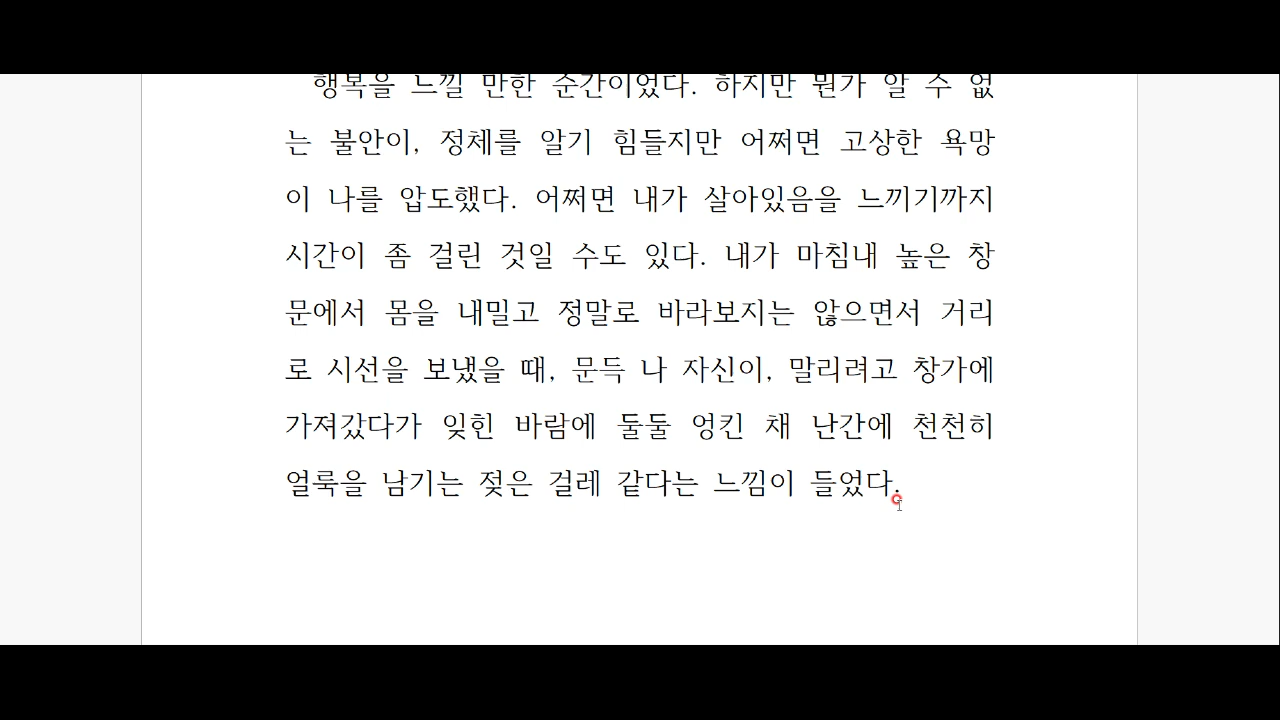 행복을 느낄 만한 순간이었다. 하지만 뭔가 알 수 없
는 불안이, 정체를 알기 힘들지만 어쩌면 고상한 욕망
이 나를 압도했다. 어쩌면 내가 살아있음을 느끼기까지
시간이 좀 걸린 것일 수도 있다. 내가 마침내 높은 창
문에서 몸을 내밀고 정말로 바라보지는 않으면서 거리
로 시선을 보냈을 때, 문득 나 자신이, 말리려고 창가에
가져갔다가 잊힌 바람에 둘둘 엉킨 채 난간에 천천히
얼룩을 남기는 젖은 걸레 같다는 느낌이 들었다.